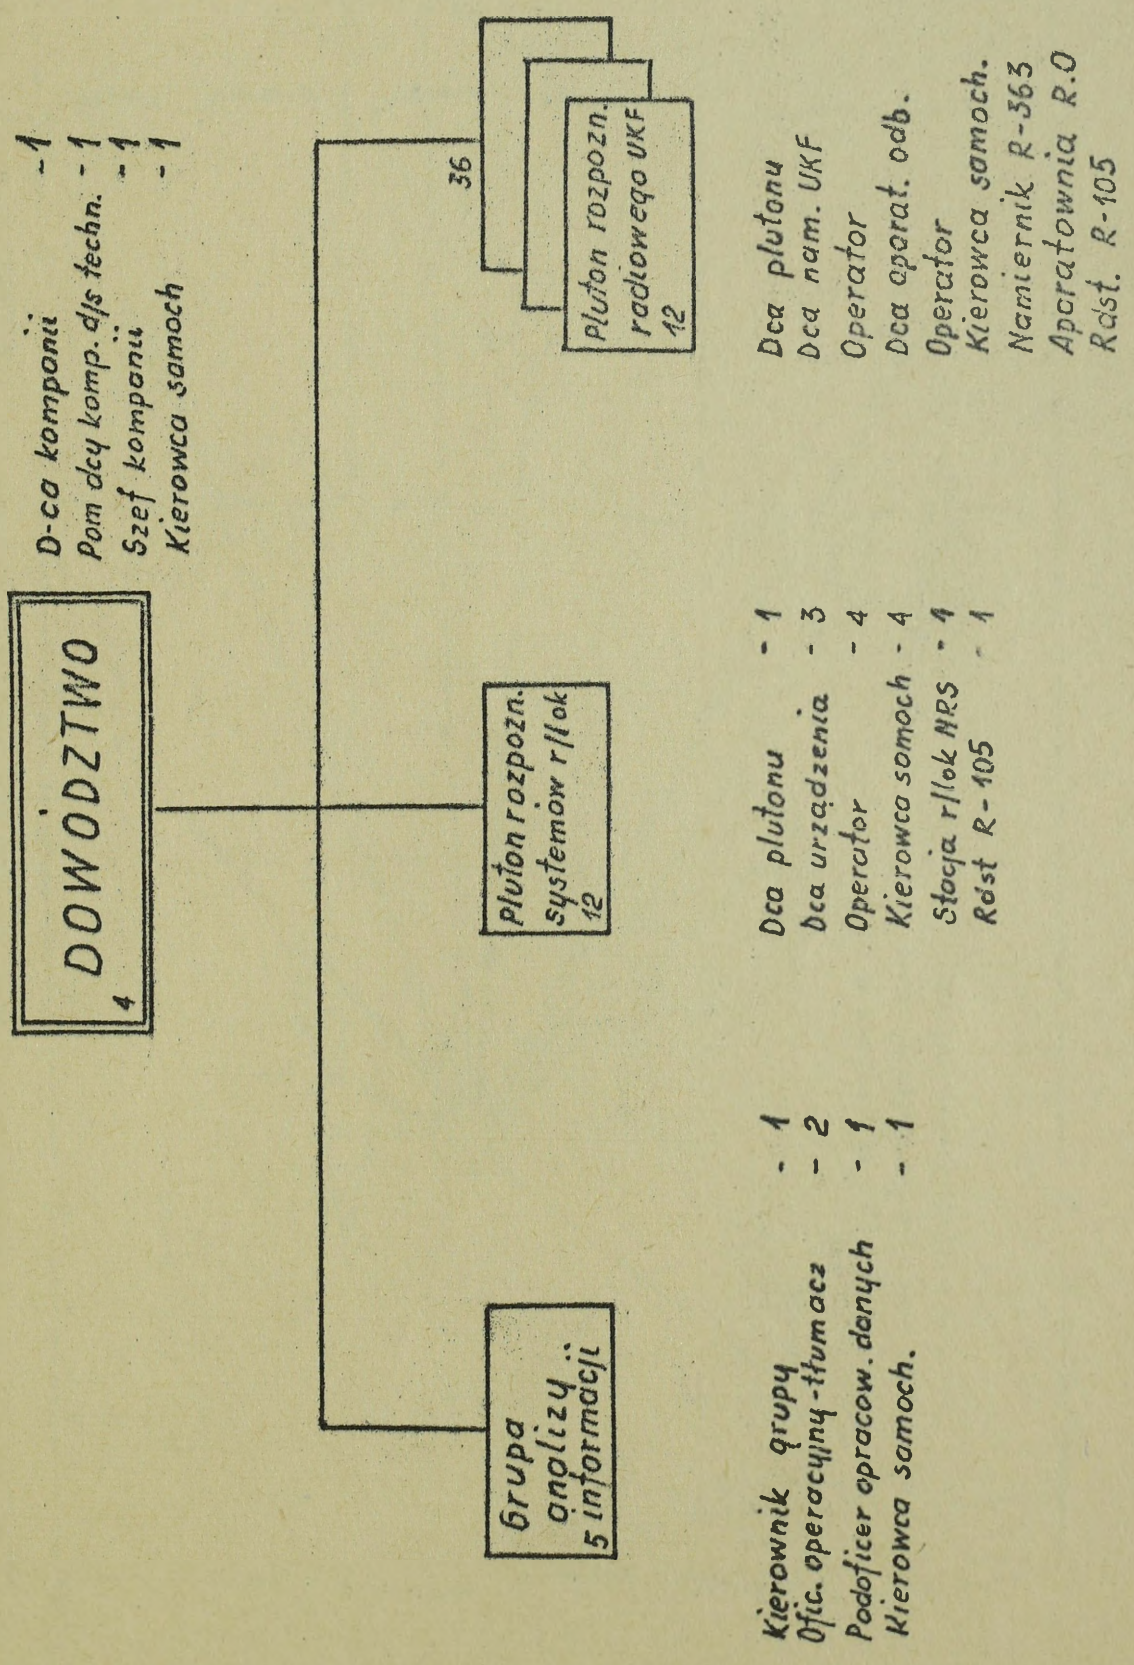 DOWÓDZTWO
4
D-ca kompanii -1
Pom dcy komp. d/s techn. -1
Szef kompanii -1
Kierowca samoch -1
Grupa
analizy
5 informacji
Pluton rozpozn.
systemów r/lok
12
36
Pluton rozpozn.
radiowego UKF
12
Kierownik grupy - 1
Ofic. operacyjny-tłumacz - 2
Podoficer opracow. danych - 1
Kierowca samoch. - 1
Dca plutonu - 1
Dca urządzenia - 3
Operator - 4
Kierowca samoch - 4
Stacja r/lok NRS - 1
Rdst R-105 - 1
Dca plutonu
Dca nam. UKF
Operator
Dca aparat. odb.
Operator
Kierowca samoch.
Namiernik R-363
Aparatownia R.O
Rdst. R-105